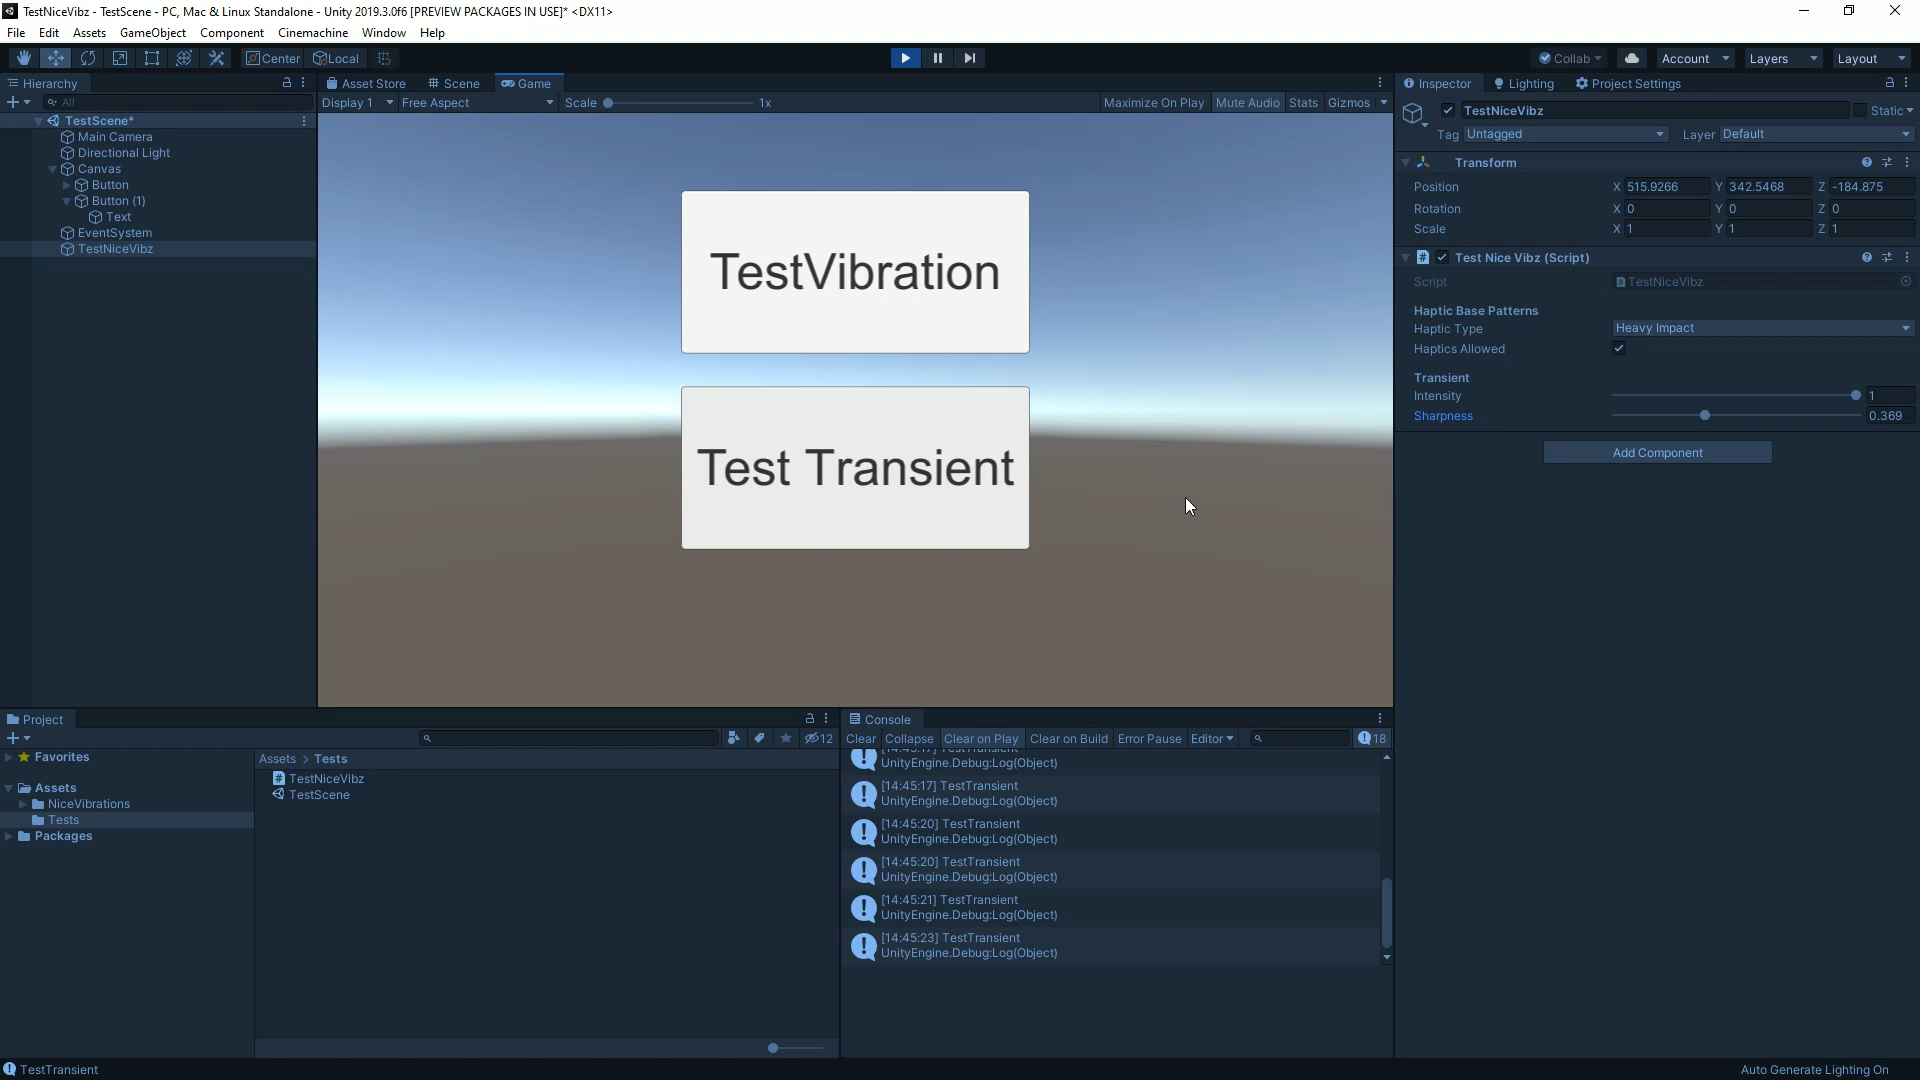 TestNiceVibz - TestScene - PC, Mac & Linux Standalone - Unity 2019.3.0f6 [PREVIEW PACKAGES IN USE]* <DX11>
File Edit Assets GameObject Component Cinemachine Window Help
Center Local Collab Account Layers Layout
Hierarchy
All
TestScene*
Main Camera
Directional Light
Canvas
Button
Button (1)
Text
EventSystem
TestNiceVibz
Asset Store Scene Game
Display 1 Free Aspect Scale 1x Maximize On Play Mute Audio Stats Gizmos
TestVibration
Test Transient
Inspector Lighting Project Settings
TestNiceVibz Static
Tag Untagged Layer Default
Transform
Position X 515.9266 Y 342.5468 Z -184.875
Rotation X 0 Y 0 Z 0
Scale X 1 Y 1 Z 1
# Test Nice Vibz (Script)
Script TestNiceVibz
Haptic Base Patterns
Haptic Type Heavy Impact
Haptics Allowed
Transient
Intensity 1
Sharpness 0.369
Add Component
Project
12
Favorites
Assets
NiceVibrations
Tests
Packages
Assets > Tests
# TestNiceVibz
TestScene
Console
Clear Collapse Clear on Play Clear on Build Error Pause Editor 18
[14:45:17] TestTransient
UnityEngine.Debug:Log(Object)
[14:45:17] TestTransient
UnityEngine.Debug:Log(Object)
[14:45:20] TestTransient
UnityEngine.Debug:Log(Object)
[14:45:20] TestTransient
UnityEngine.Debug:Log(Object)
[14:45:21] TestTransient
UnityEngine.Debug:Log(Object)
[14:45:23] TestTransient
UnityEngine.Debug:Log(Object)
TestTransient
Auto Generate Lighting On